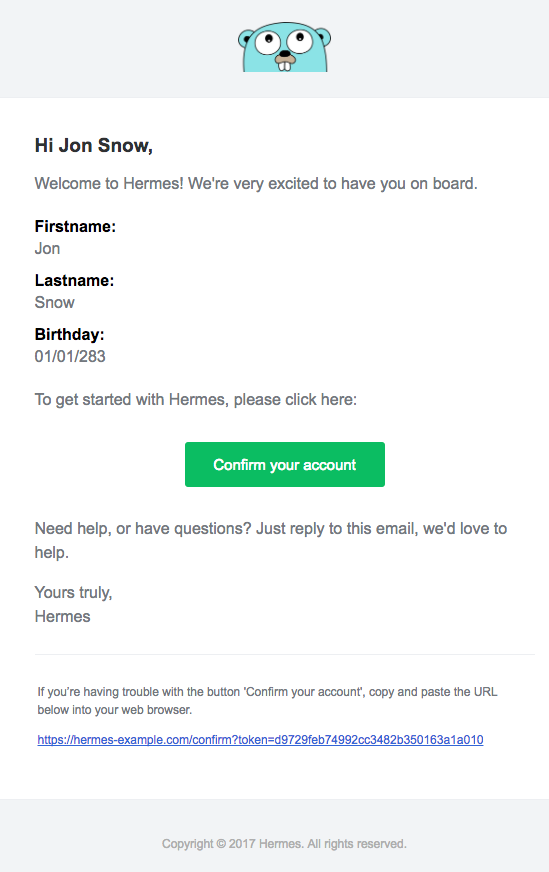 Hi Jon Snow,
Welcome to Hermes! We're very excited to have you on board.
Firstname:
Jon
Lastname:
Snow
Birthday:
01/01/283
To get started with Hermes, please click here:
Confirm your account
Need help, or have questions? Just reply to this email, we'd love to
help.
Yours truly,
Hermes
If you’re having trouble with the button 'Confirm your account', copy and paste the URL
below into your web browser.
https://hermes-example.com/confirm?token=d9729feb74992cc3482b350163a1a010
Copyright © 2017 Hermes. All rights reserved.